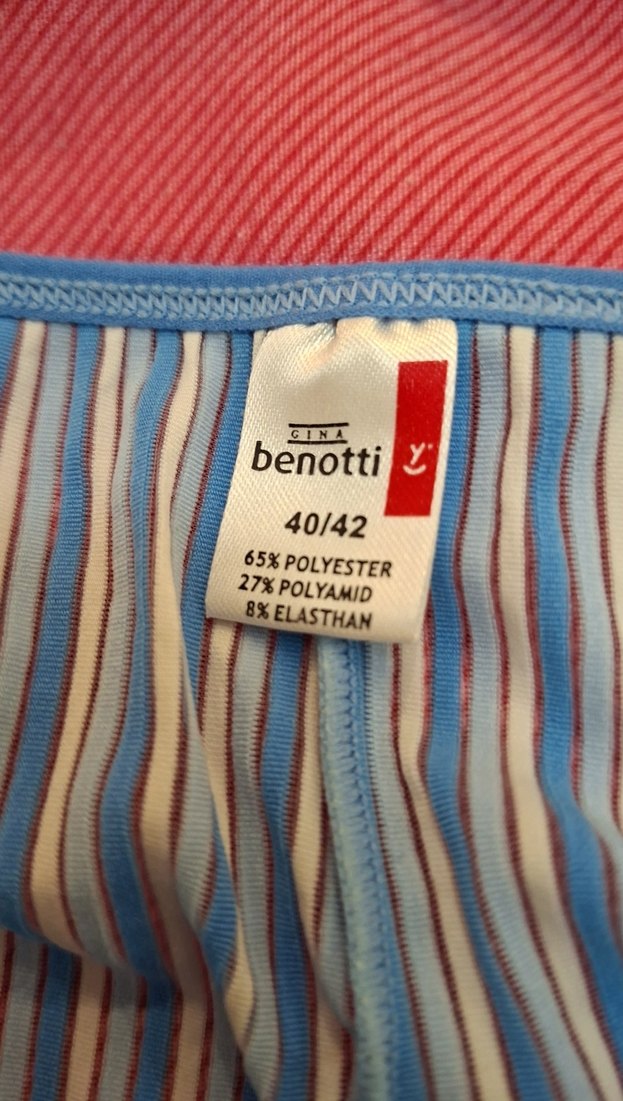 GINA
benotti
y
40/42
65% POLYESTER
27% POLYAMID
8% ELASTHAN